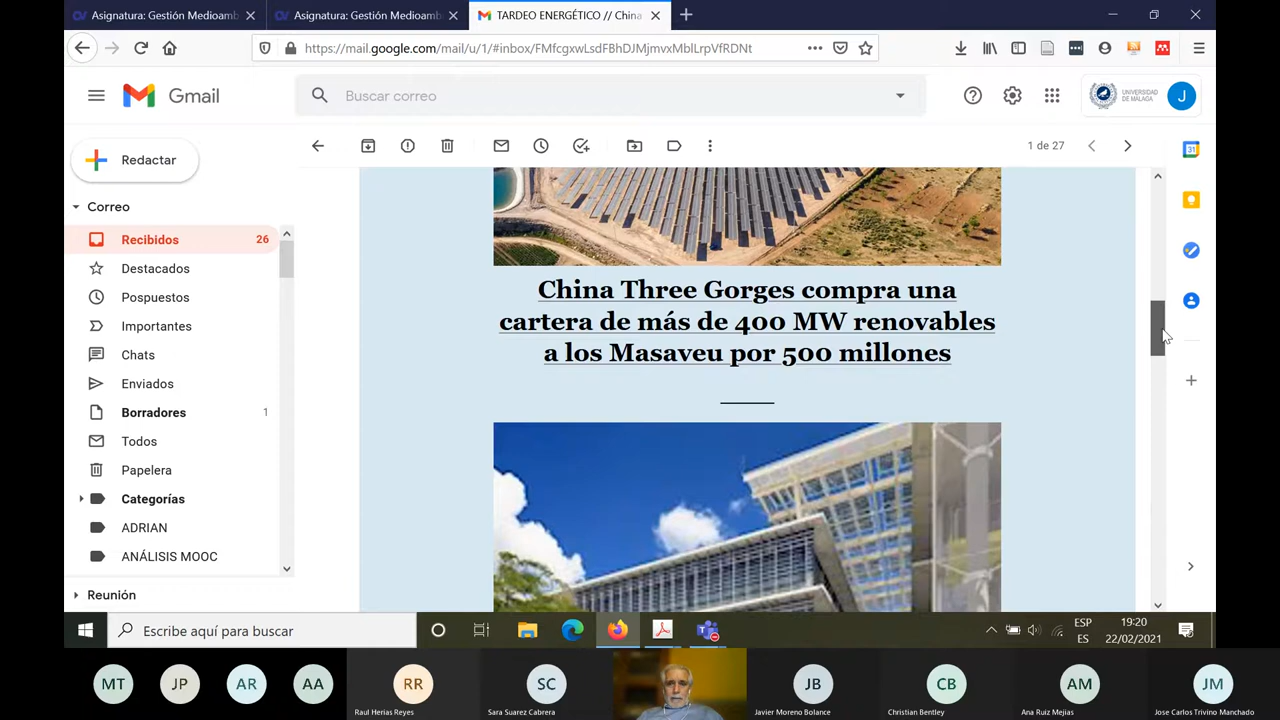 Asignatura: Gestión Medioamb
Asignatura: Gestión Medioamb
TARDEO ENERGÉTICO // China
https://mail.google.com/mail/u/1/#inbox/FMfcgxwLsdFBhDJMjmvxMblLrpVfRDNt
Gmail
Buscar correo
UNIVERSIDAD
DE MÁLAGA
J
Redactar
1 de 27
31
Correo
Recibidos 26
Destacados
Pospuestos
Importantes
Chats
Enviados
Borradores 1
Todos
Papelera
Categorías
ADRIAN
ANÁLISIS MOOC
Reunión
China Three Gorges compra una
cartera de más de 400 MW renovables
a los Masaveu por 500 millones
Escribe aquí para buscar
ESP
ES
19:20
22/02/2021
MT
JP
AR
AA
RR
Raul Herias Reyes
SC
Sara Suarez Cabrera
JB
Javier Moreno Bolance
CB
Christian Bentley
AM
Ana Ruiz Mejias
JM
Jose Carlos Trivino Manchado